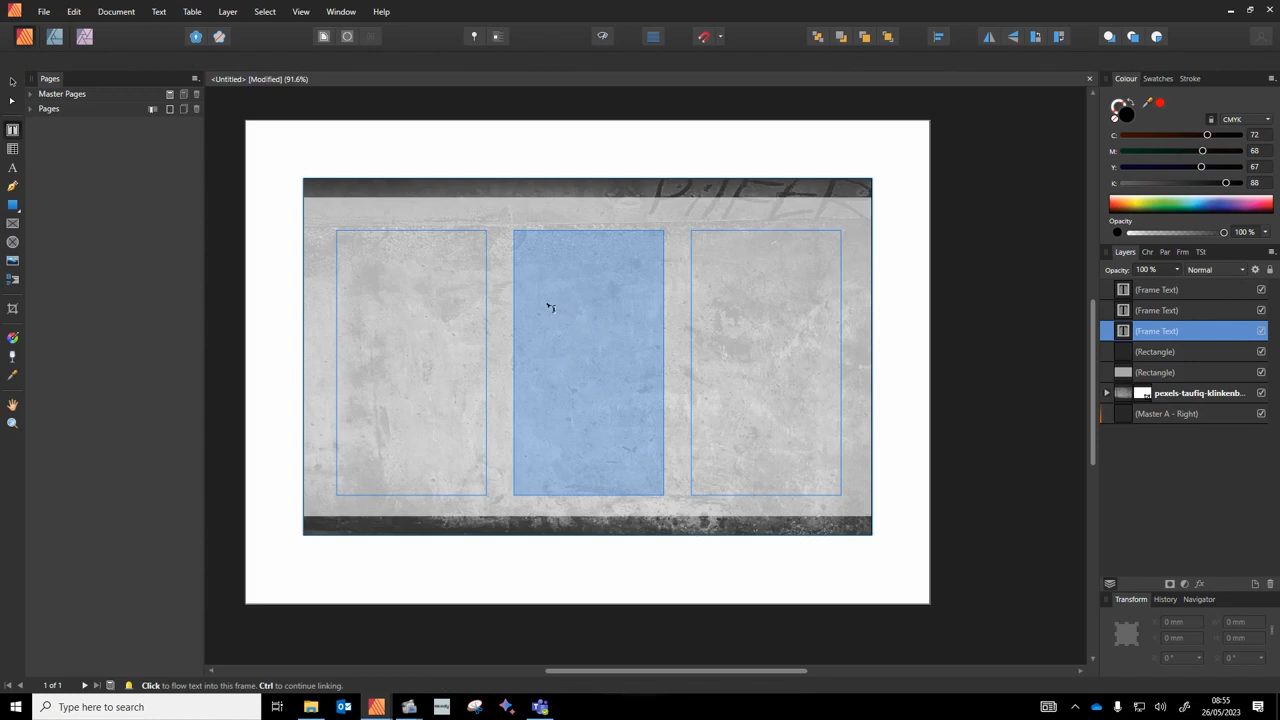 File Edit Document Text Table Layer Select View Window Help
Pages
<Untitled> [Modified] (91.6%)
Colour Swatches Stroke
Master Pages
Pages
CMYK
C: 72
M: 68
Y: 67
K: 88
Opacity
100 %
Layers Chr Par Frm TSt
Opacity: 100 % Normal
(Frame Text)
(Frame Text)
(Frame Text)
(Rectangle)
(Rectangle)
pexels-taufiq-klinkenb...
(Master A - Right)
Transform History Navigator
X: 0 mm W: 0 mm
Y: 0 mm H: 0 mm
R: 0 ° S: 0 °
1 of 1 Click to flow text into this frame. Ctrl to continue linking.
Type here to search
08:55
26/05/2023